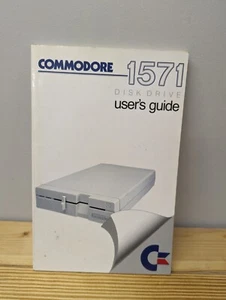 COMMODORE 1571
DISK DRIVE
user's guide